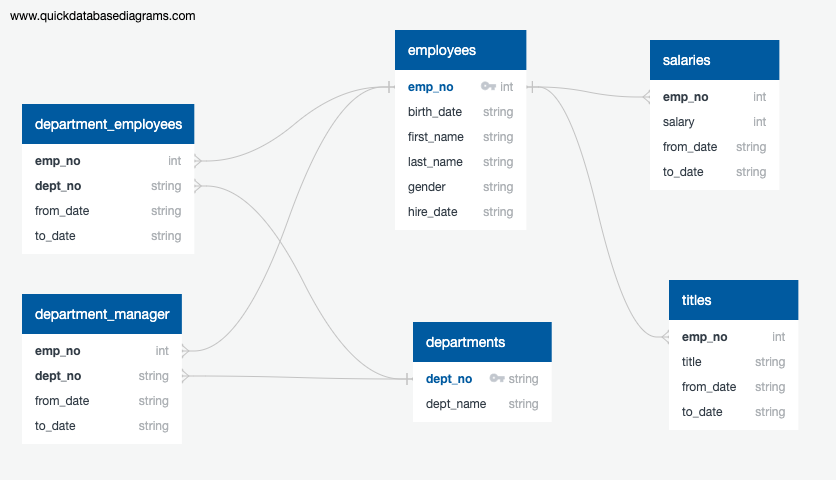 www.quickdatabasediagrams.com
employees
emp_no int
birth_date string
first_name string
last_name string
gender string
hire_date string
salaries
emp_no int
salary int
from_date string
to_date string
department_employees
emp_no int
dept_no string
from_date string
to_date string
department_manager
emp_no int
dept_no string
from_date string
to_date string
departments
dept_no string
dept_name string
titles
emp_no int
title string
from_date string
to_date string